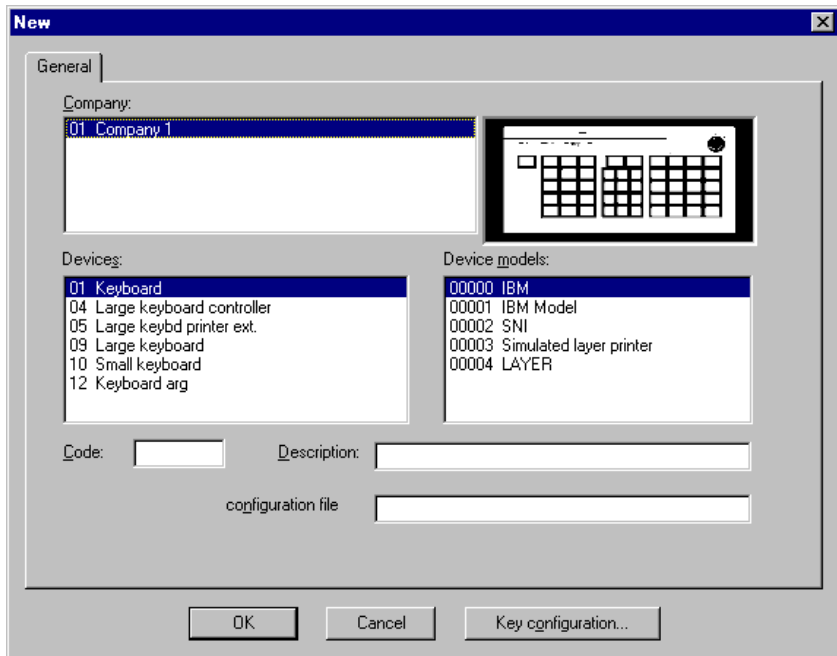 New
General
Company:
01 Company 1
Devices:
Device models:
01 Keyboard
04 Large keyboard controller
05 Large keybd printer ext.
09 Large keyboard
10 Small keyboard
12 Keyboard arg
00000 IBM
00001 IBM Model
00002 SNI
00003 Simulated layer printer
00004 LAYER
Code:
Description:
configuration file
OK
Cancel
Key configuration...